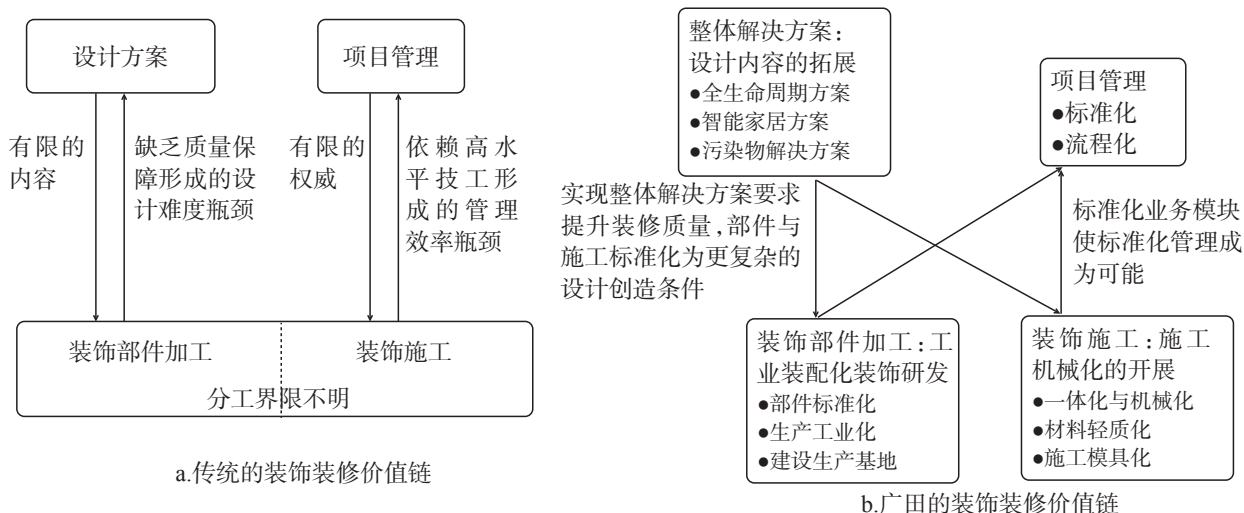 设计方案
项目管理
有限的
内容
缺乏质量保
障形成的设
计难度瓶颈
有限的
权威
依赖高水
平技工形
成的管理
效率瓶颈
装饰部件加工
装饰施工
分工界限不明
a.传统的装饰装修价值链
整体解决方案:
设计内容的拓展
●全生命周期方案
●智能家居方案
●污染物解决方案
项目管理
●标准化
●流程化
实现整体解决方案要求
提升装修质量,部件与
施工标准化为更复杂的
设计创造条件
标准化业务模块
使标准化管理成
为可能
装饰部件加工:工
业装配化装饰研发
●部件标准化
●生产工业化
●建设生产基地
装饰施工:施工
机械化的开展
●一体化与机械化
●材料轻质化
●施工模具化
b.广田的装饰装修价值链